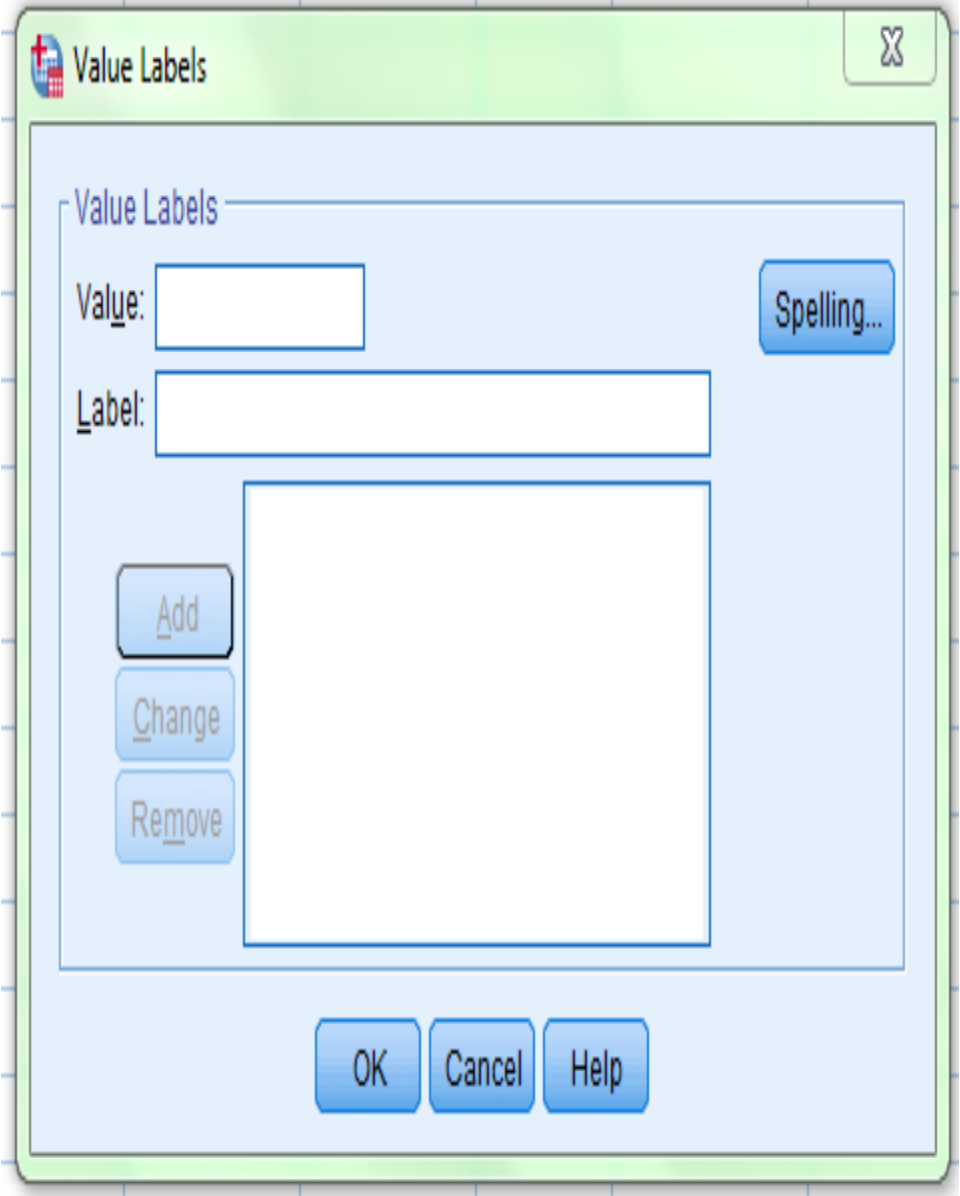 Value Labels
X
Value Labels
Value:
Spelling...
Label:
Add
Change
Remove
OK Cancel Help